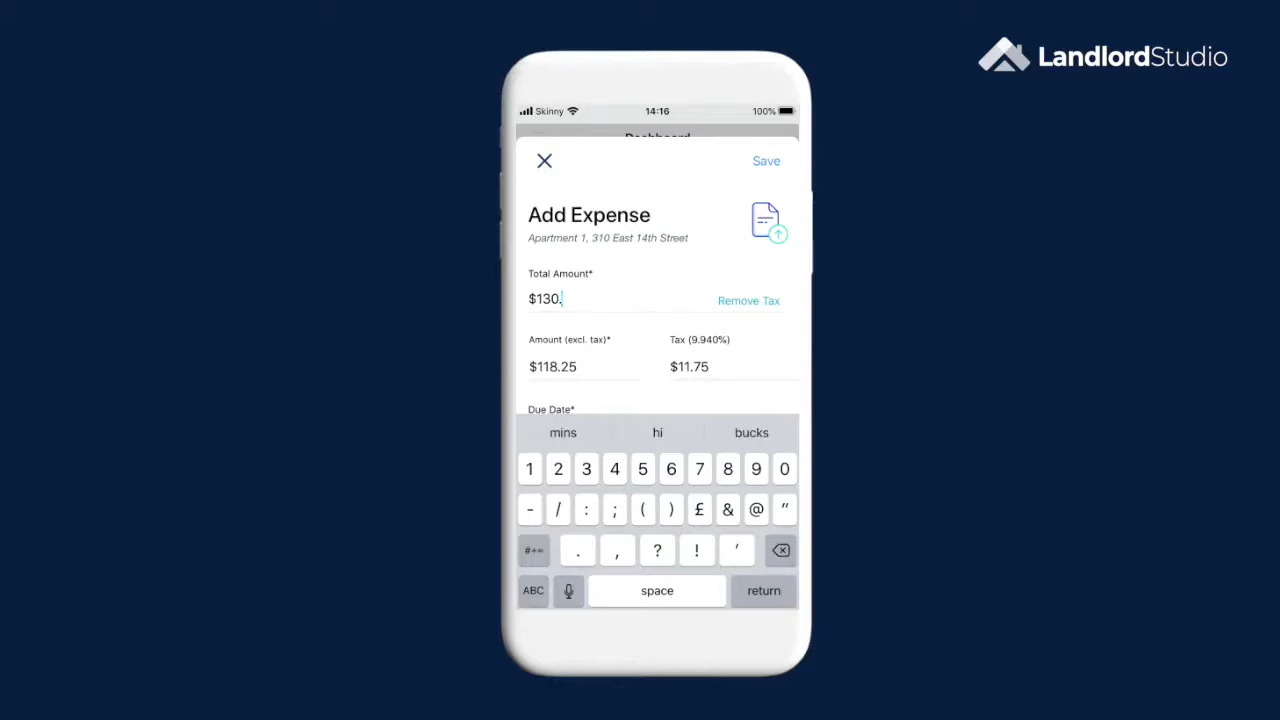 LandlordStudio
Skinny 14:16 100%
Dashboard
Save
Add Expense
Apartment 1, 310 East 14th Street
Total Amount*
$130.
Remove Tax
Amount (excl. tax)* Tax (9.940%)
$118.25 $11.75
Due Date*
mins hi bucks
1 2 3 4 5 6 7 8 9 0
- / : ; ( ) £ & @ "
#+= . , ? ! '
ABC space return